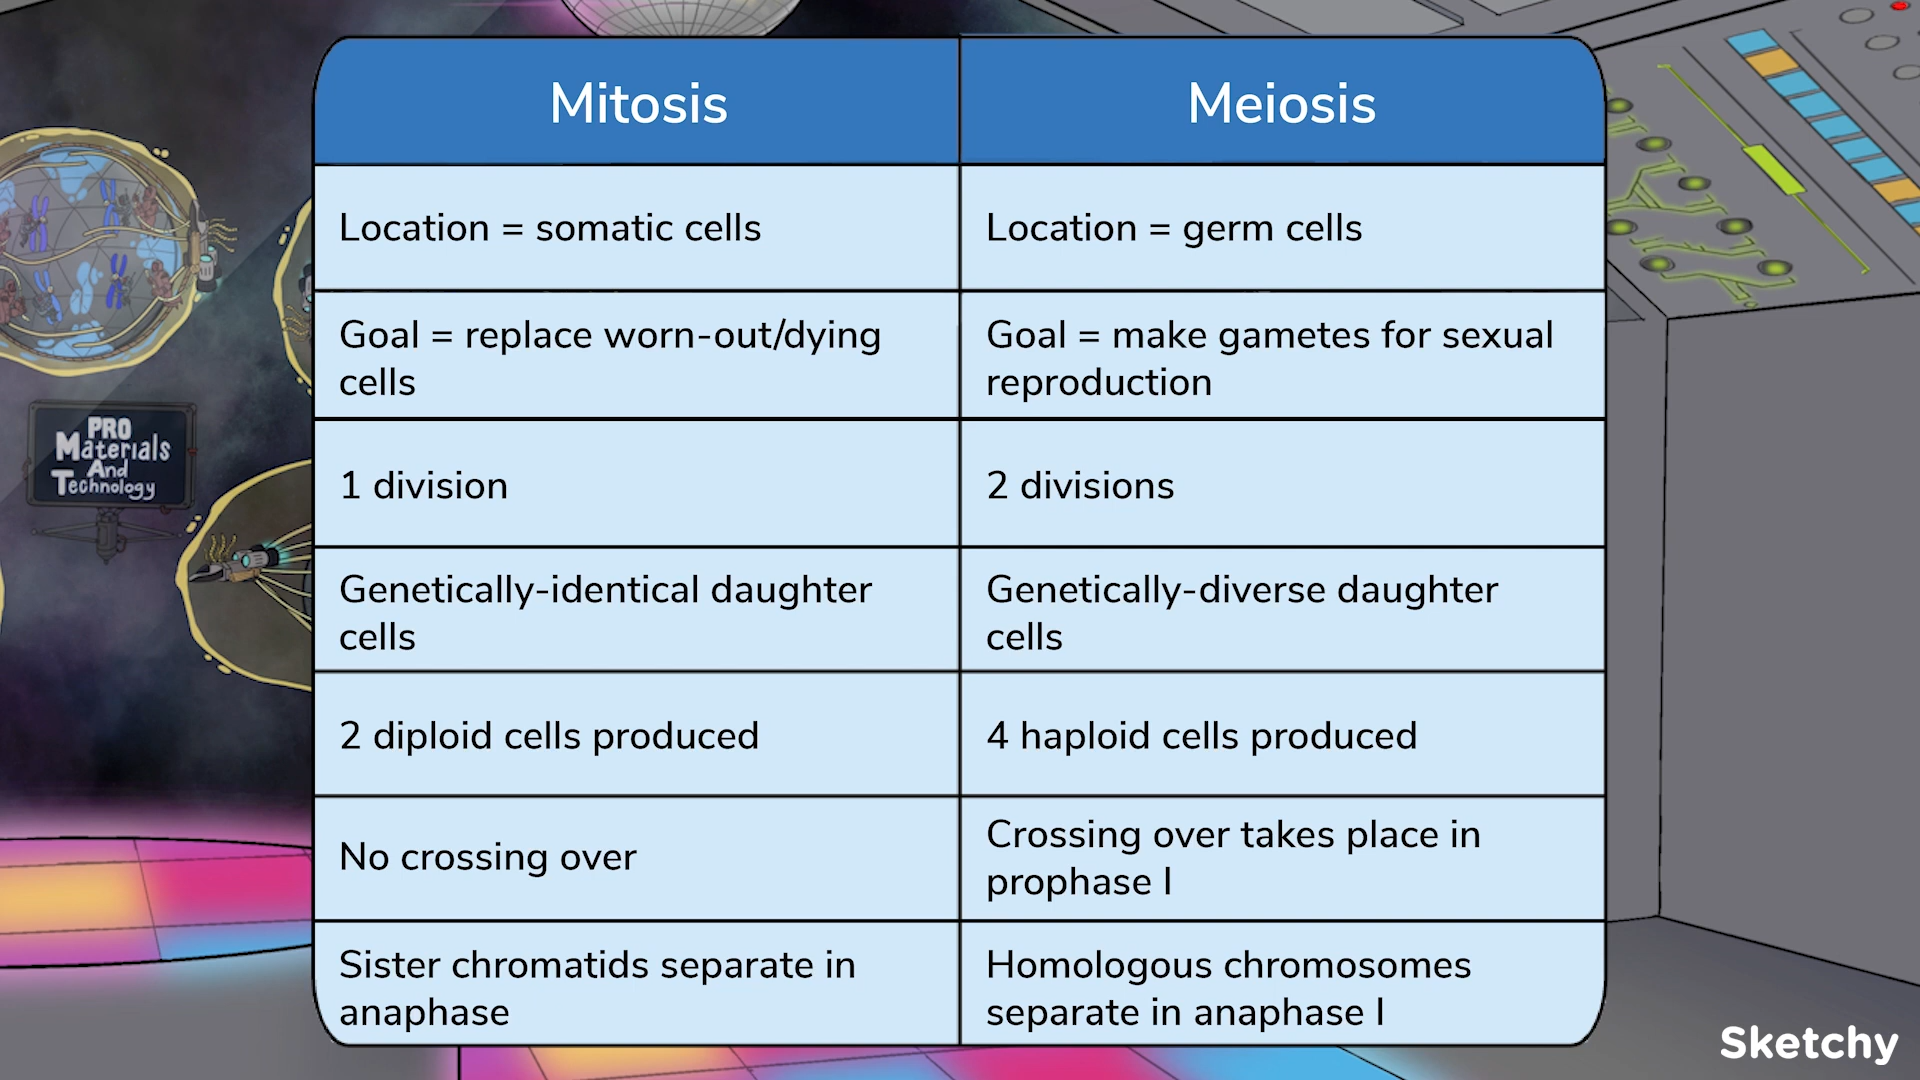 Mitosis
Meiosis
Location = somatic cells
Location = germ cells
Goal = replace worn-out/dying
cells
Goal = make gametes for sexual
reproduction
1 division
2 divisions
Genetically-identical daughter
cells
Genetically-diverse daughter
cells
2 diploid cells produced
4 haploid cells produced
No crossing over
Crossing over takes place in
prophase I
Sister chromatids separate in
anaphase
Homologous chromosomes
separate in anaphase I
PRO
Materials
And
Technology
Sketchy